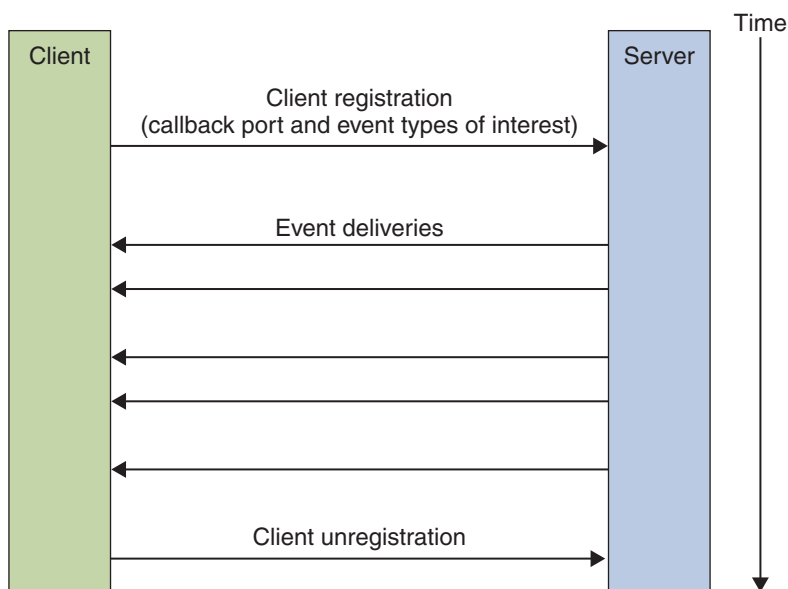 Time
Client
Server
Client registration
(callback port and event types of interest)
Event deliveries
Client unregistration